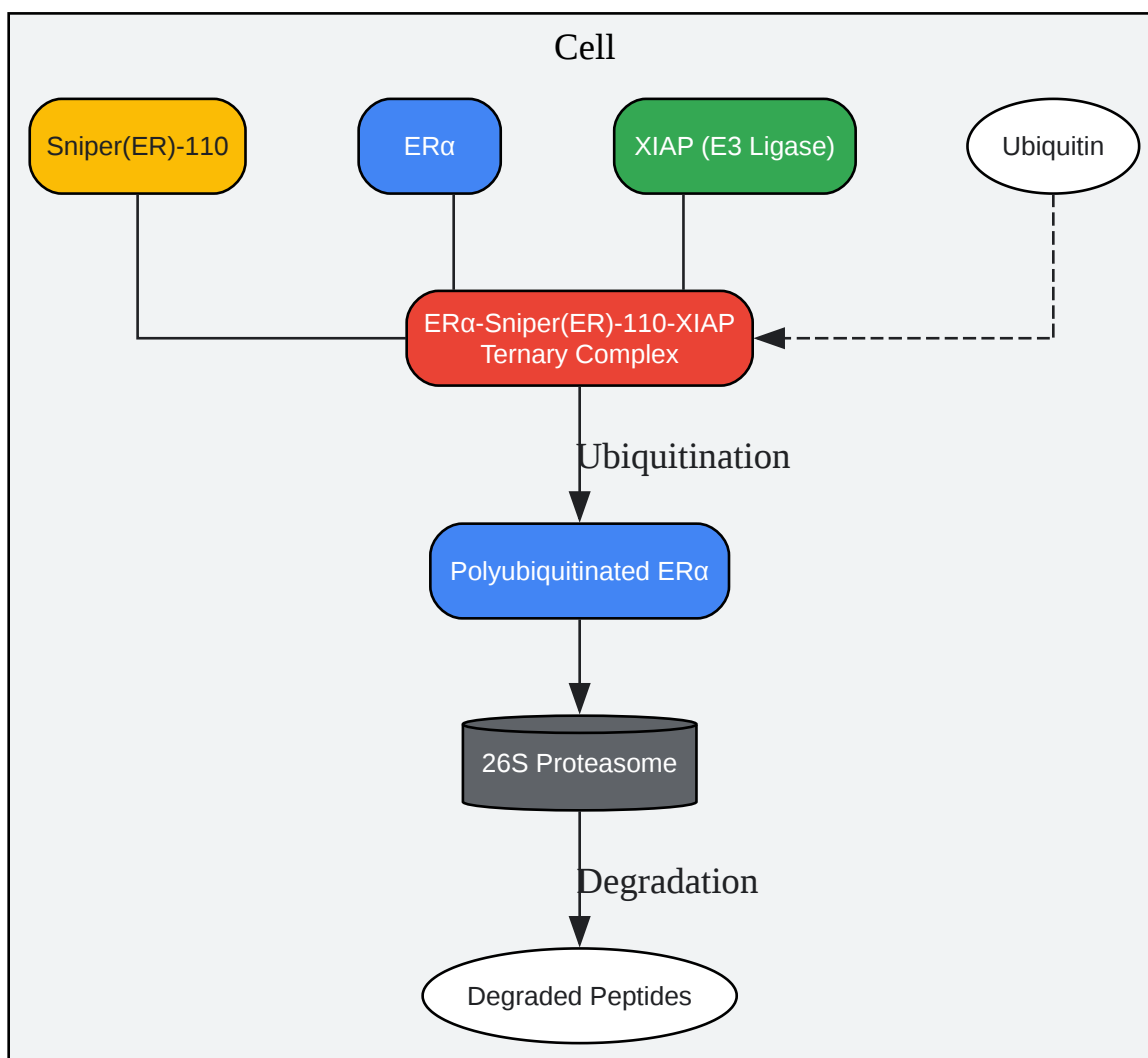 Cell
Sniper(ER)-110
ERα
XIAP (E3 Ligase)
Ubiquitin
ERα-Sniper(ER)-110-XIAP
Ternary Complex
Ubiquitination
Polyubiquitinated ERα
26S Proteasome
Degradation
Degraded Peptides